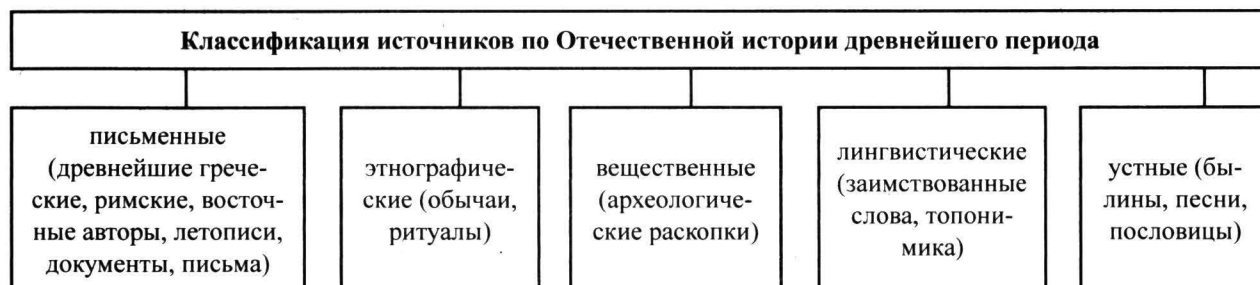 Классификация источников по Отечественной истории древнейшего периода
письменные
(древнейшие грече-
ские, римские, восточ-
ные авторы, летописи,
документы, письма)
этнографиче-
ские (обычаи,
ритуалы)
вещественные
(археологиче-
ские раскопки)
лингвистические
(заимствованные
слова, топони-
мика)
устные (бы-
лины, песни,
пословицы)